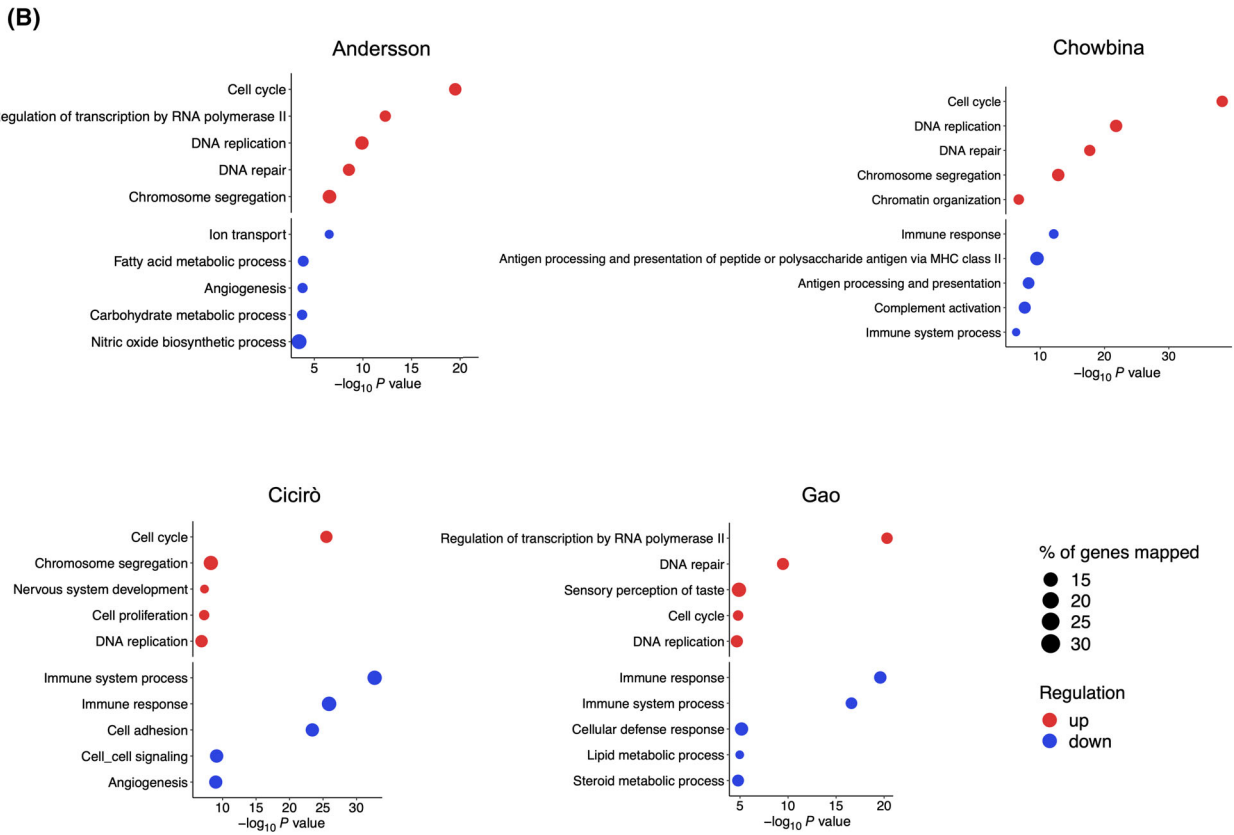 (B)
Andersson
Cell cycle
egulation of transcription by RNA polymerase II
DNA replication
DNA repair
Chromosome segregation
Ion transport
Fatty acid metabolic process
Angiogenesis
Carbohydrate metabolic process
Nitric oxide biosynthetic process
5 10 15 20
−log10 P value
Chowbina
Cell cycle
DNA replication
DNA repair
Chromosome segregation
Chromatin organization
Immune response
Antigen processing and presentation of peptide or polysaccharide antigen via MHC class II
Antigen processing and presentation
Complement activation
Immune system process
10 20 30
−log10 P value
Cicirò
Cell cycle
Chromosome segregation
Nervous system development
Cell proliferation
DNA replication
Immune system process
Immune response
Cell adhesion
Cell_cell signaling
Angiogenesis
10 15 20 25 30
−log10 P value
Gao
Regulation of transcription by RNA polymerase II
DNA repair
Sensory perception of taste
Cell cycle
DNA replication
Immune response
Immune system process
Cellular defense response
Lipid metabolic process
Steroid metabolic process
5 10 15 20
−log10 P value
% of genes mapped
15
20
25
30
Regulation
up
down